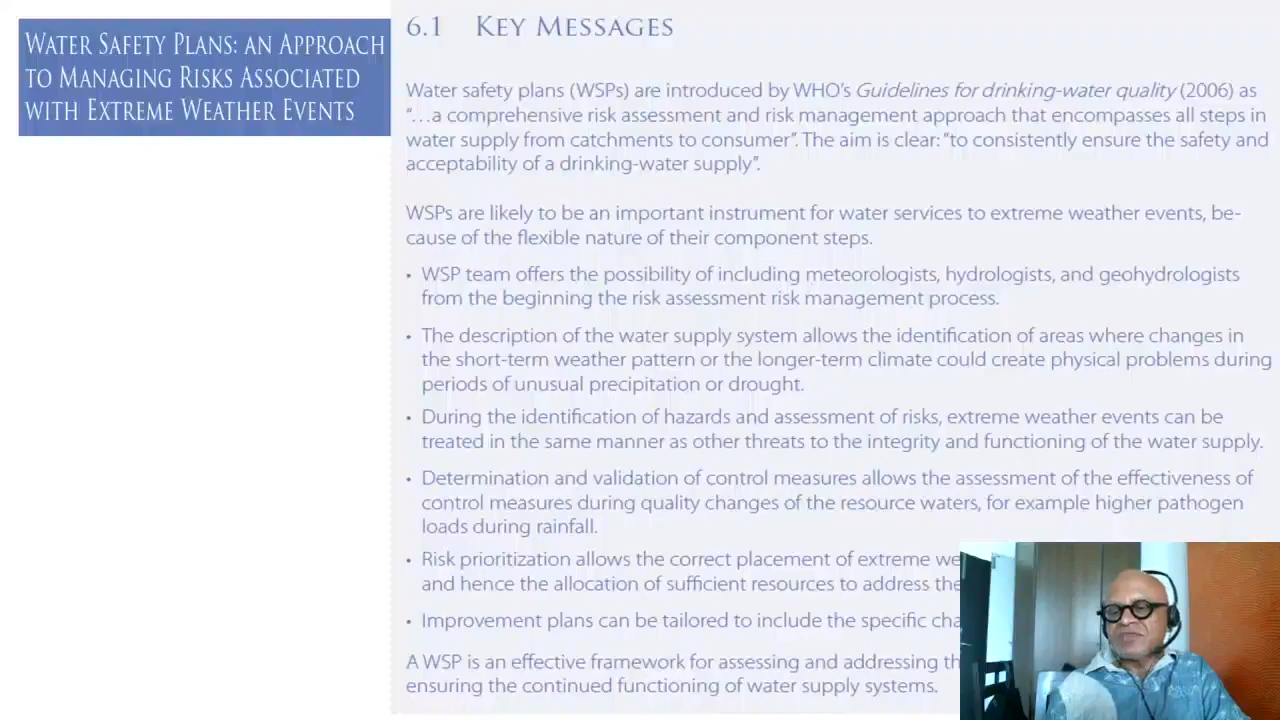 WATER SAFETY PLANS: AN APPROACH
TO MANAGING RISKS ASSOCIATED
WITH EXTREME WEATHER EVENTS
6.1 KEY MESSAGES
Water safety plans (WSPs) are introduced by WHO's Guidelines for drinking-water quality (2006) as
“…a comprehensive risk assessment and risk management approach that encompasses all steps in
water supply from catchments to consumer”. The aim is clear: “to consistently ensure the safety and
acceptability of a drinking-water supply”.
WSPs are likely to be an important instrument for water services to extreme weather events, be-
cause of the flexible nature of their component steps.
• WSP team offers the possibility of including meteorologists, hydrologists, and geohydrologists
from the beginning the risk assessment risk management process.
• The description of the water supply system allows the identification of areas where changes in
the short-term weather pattern or the longer-term climate could create physical problems during
periods of unusual precipitation or drought.
• During the identification of hazards and assessment of risks, extreme weather events can be
treated in the same manner as other threats to the integrity and functioning of the water supply.
• Determination and validation of control measures allows the assessment of the effectiveness of
control measures during quality changes of the resource waters, for example higher pathogen
loads during rainfall.
• Risk prioritization allows the correct placement of extreme we
and hence the allocation of sufficient resources to address the
• Improvement plans can be tailored to include the specific cha
A WSP is an effective framework for assessing and addressing th
ensuring the continued functioning of water supply systems.